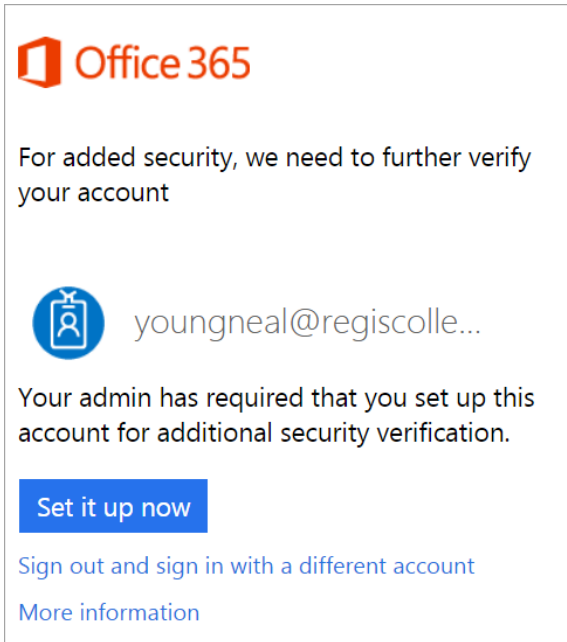 Office 365
For added security, we need to further verify
your account
youngneal@regiscolle...
Your admin has required that you set up this
account for additional security verification.
Set it up now
Sign out and sign in with a different account
More information